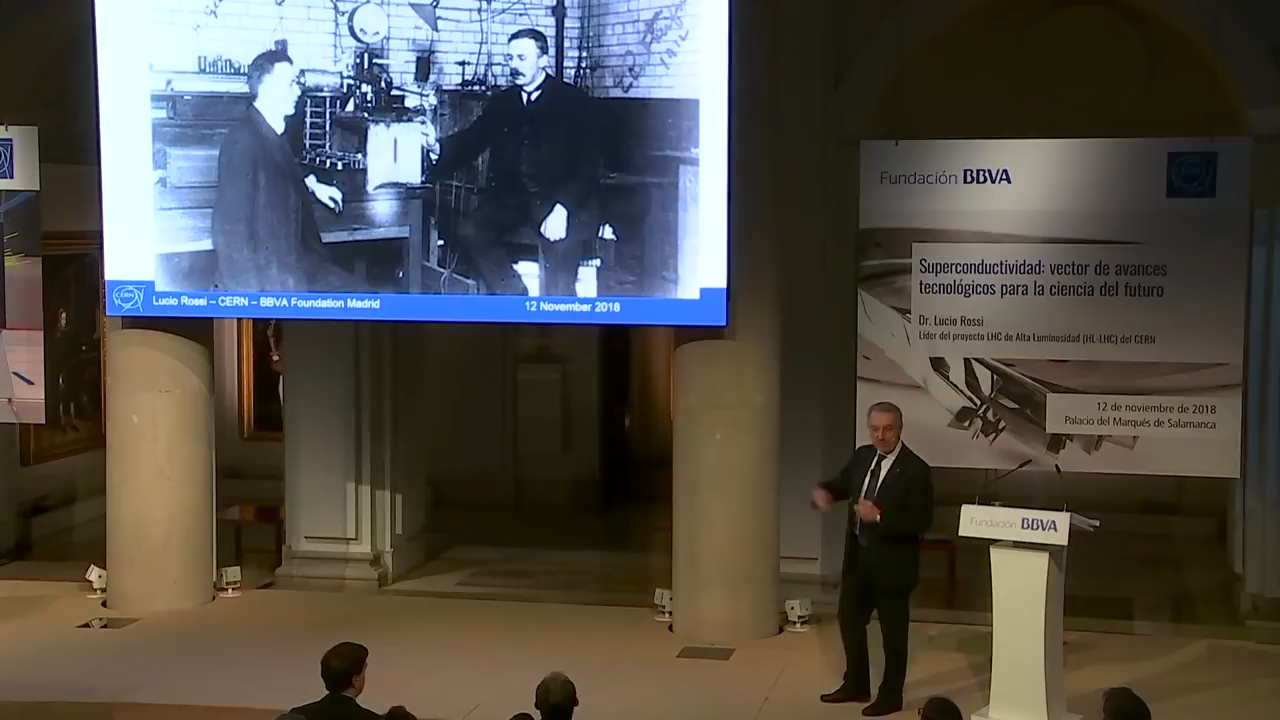 CERN
Lucio Rossi – CERN – BBVA Foundation Madrid
12 November 2018
Fundación BBVA
Superconductividad: vector de avances
tecnológicos para la ciencia del futuro
Dr. Lucio Rossi
Líder del proyecto LHC de Alta Luminosidad (HL-LHC) del CERN
12 de noviembre de 2018
Palacio del Marqués de Salamanca
Fundación BBVA